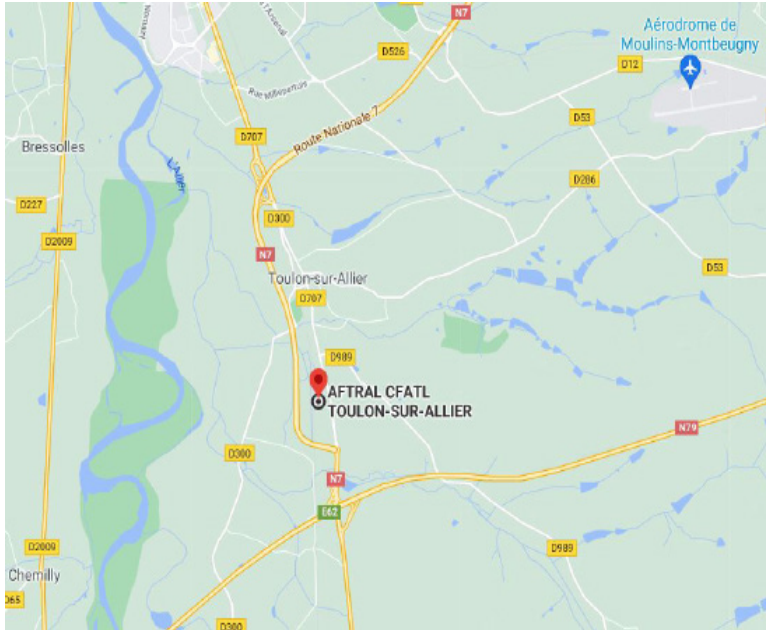 N7
Aérodrome de
Moulins-Montbeugny
D526
D12
Rue Millepertuis
D53
Route Nationale 7
D707
Bressolles
L'Allier
D286
D227
D300
D2009
N7
D53
Toulon-sur-Allier
D707
D989
AFTRAL CFATL
TOULON-SUR-ALLIER
N79
D300
N7
E62
D2009
D989
Chemilly
D300